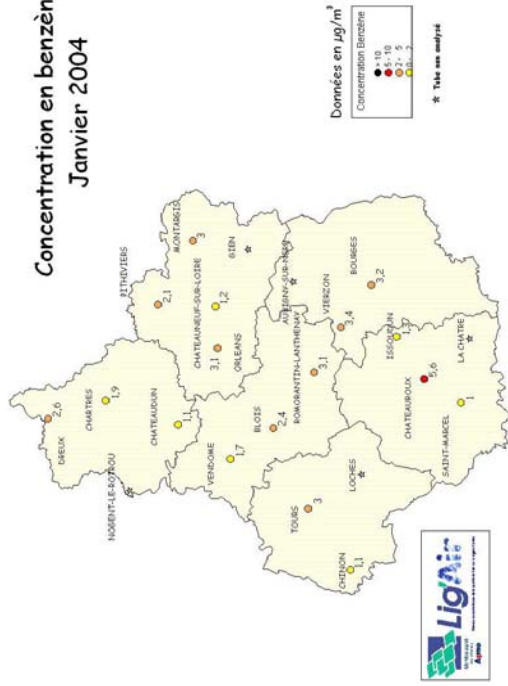 Concentration en benzèn
Janvier 2004
Données en µg/m³
Concentration Benzène
> 10
5 - 10
2 - 5
0 - 2
Tube non analysé
DREUX
2,6
CHARTRES
1,9
NOGENT-LE-ROTROU
CHATEAUDUN
1,1
PITHIVIERS
2,1
MONTARGIS
3
CHATEAUNEUF-SUR-LOIRE
1,2
ORLEANS
3,1
GIEN
VENDOME
1,7
BLOIS
2,4
ROMORANTIN-LANTHENAY
3,1
AUBIGNY-SUR-NERE
VIERZON
3,4
BOURGES
3,2
TOURS
3
LOCHES
CHINON
1,1
ISSOUDUN
CHATEAUROUX
5,6
LA CHATRE
SAINT-MARCEL
1
Lig'Air